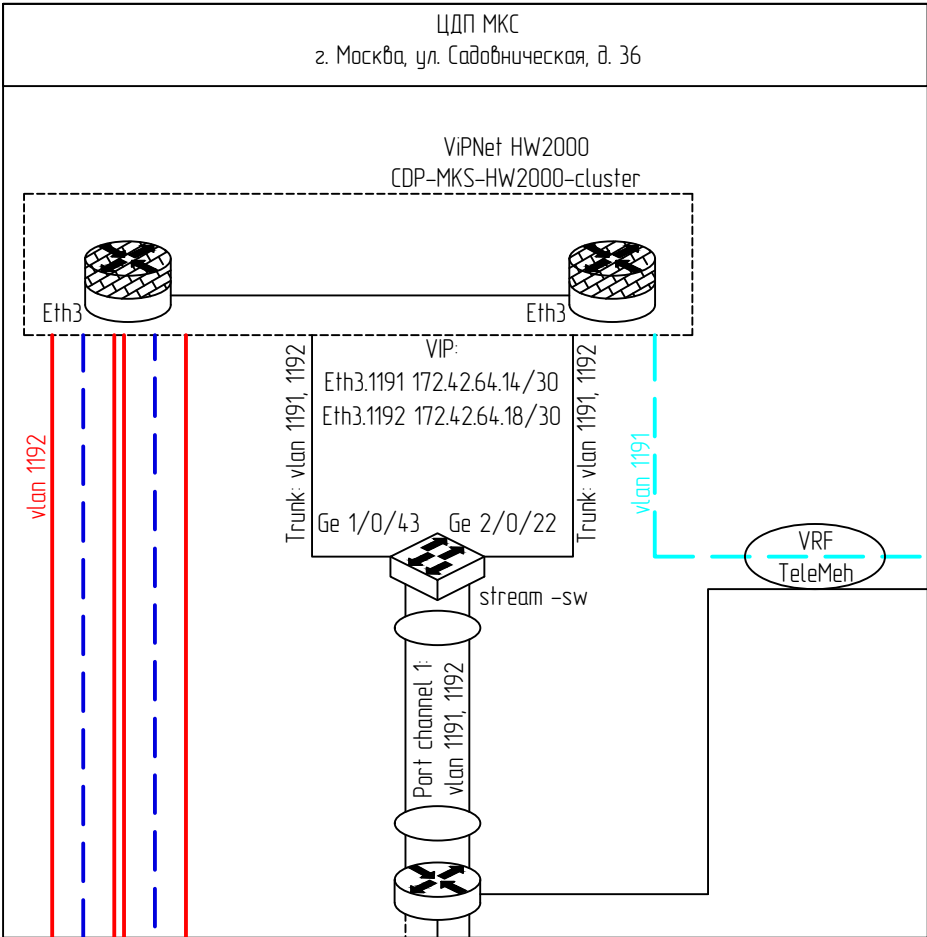 ЦДП МКС
г. Москва, ул. Садовническая, д. 36
ViPNet HW2000
CDP-MKS-HW2000-cluster
Eth3
Eth3
VIP:
Eth3.1191 172.42.64.14/30
Eth3.1192 172.42.64.18/30
Trunk: vlan 1191, 1192
Trunk: vlan 1191, 1192
vlan 1192
vlan 1191
Ge 1/0/43
Ge 2/0/22
VRF
TeleMeh
stream -sw
Port channel 1:
vlan 1191, 1192